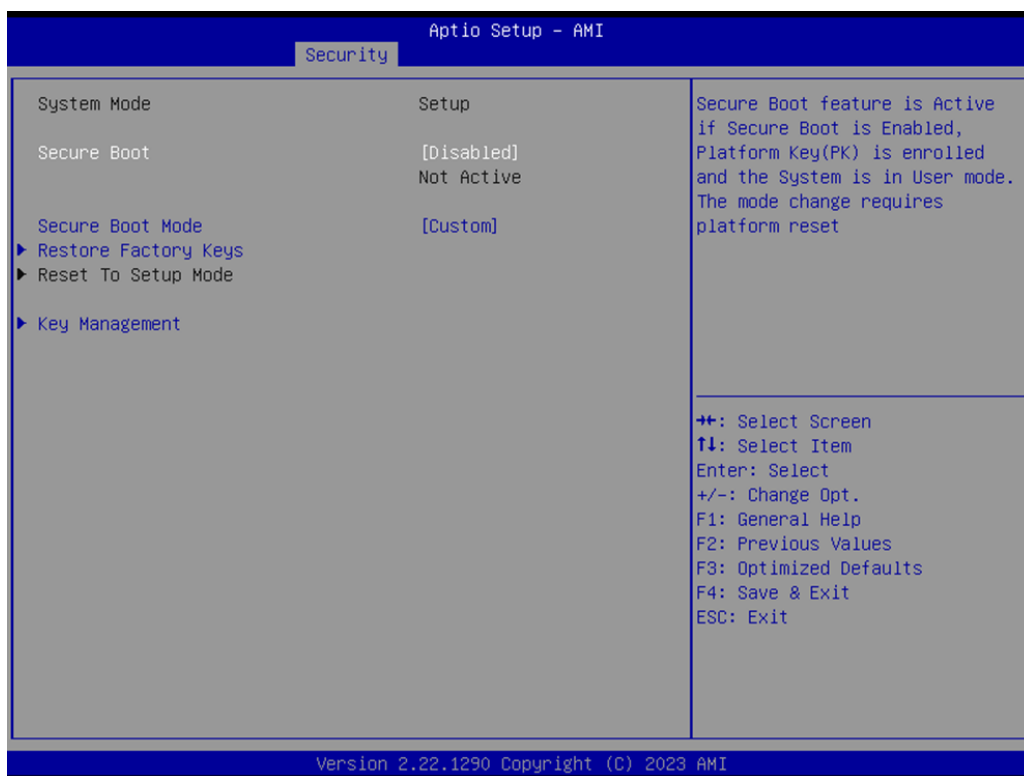 Aptio Setup – AMI
Security
System Mode Setup
Secure Boot [Disabled]
Not Active
Secure Boot Mode [Custom]
Restore Factory Keys
Reset To Setup Mode
Key Management
Secure Boot feature is Active
if Secure Boot is Enabled,
Platform Key(PK) is enrolled
and the System is in User mode.
The mode change requires
platform reset
→←: Select Screen
↑↓: Select Item
Enter: Select
+/-: Change Opt.
F1: General Help
F2: Previous Values
F3: Optimized Defaults
F4: Save & Exit
ESC: Exit
Version 2.22.1290 Copyright (C) 2023 AMI